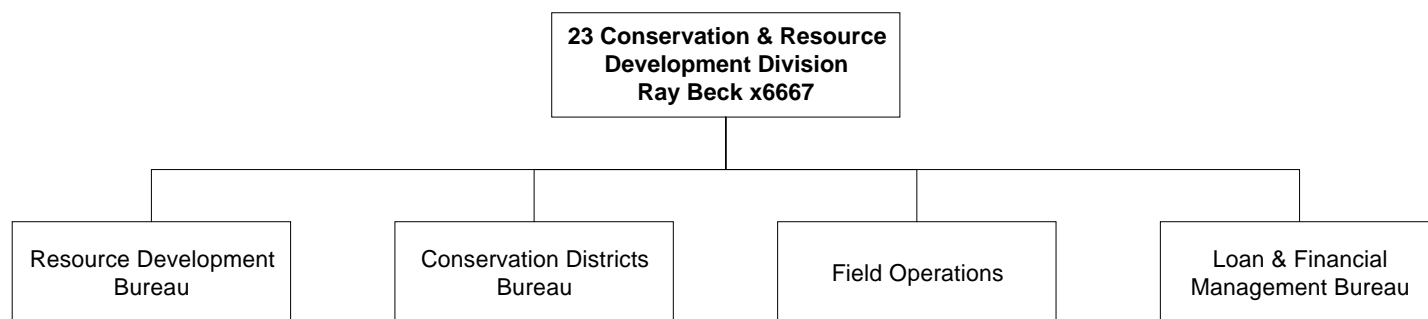 23 Conservation & Resource
Development Division
Ray Beck x6667
Resource Development
Bureau
Conservation Districts
Bureau
Field Operations
Loan & Financial
Management Bureau